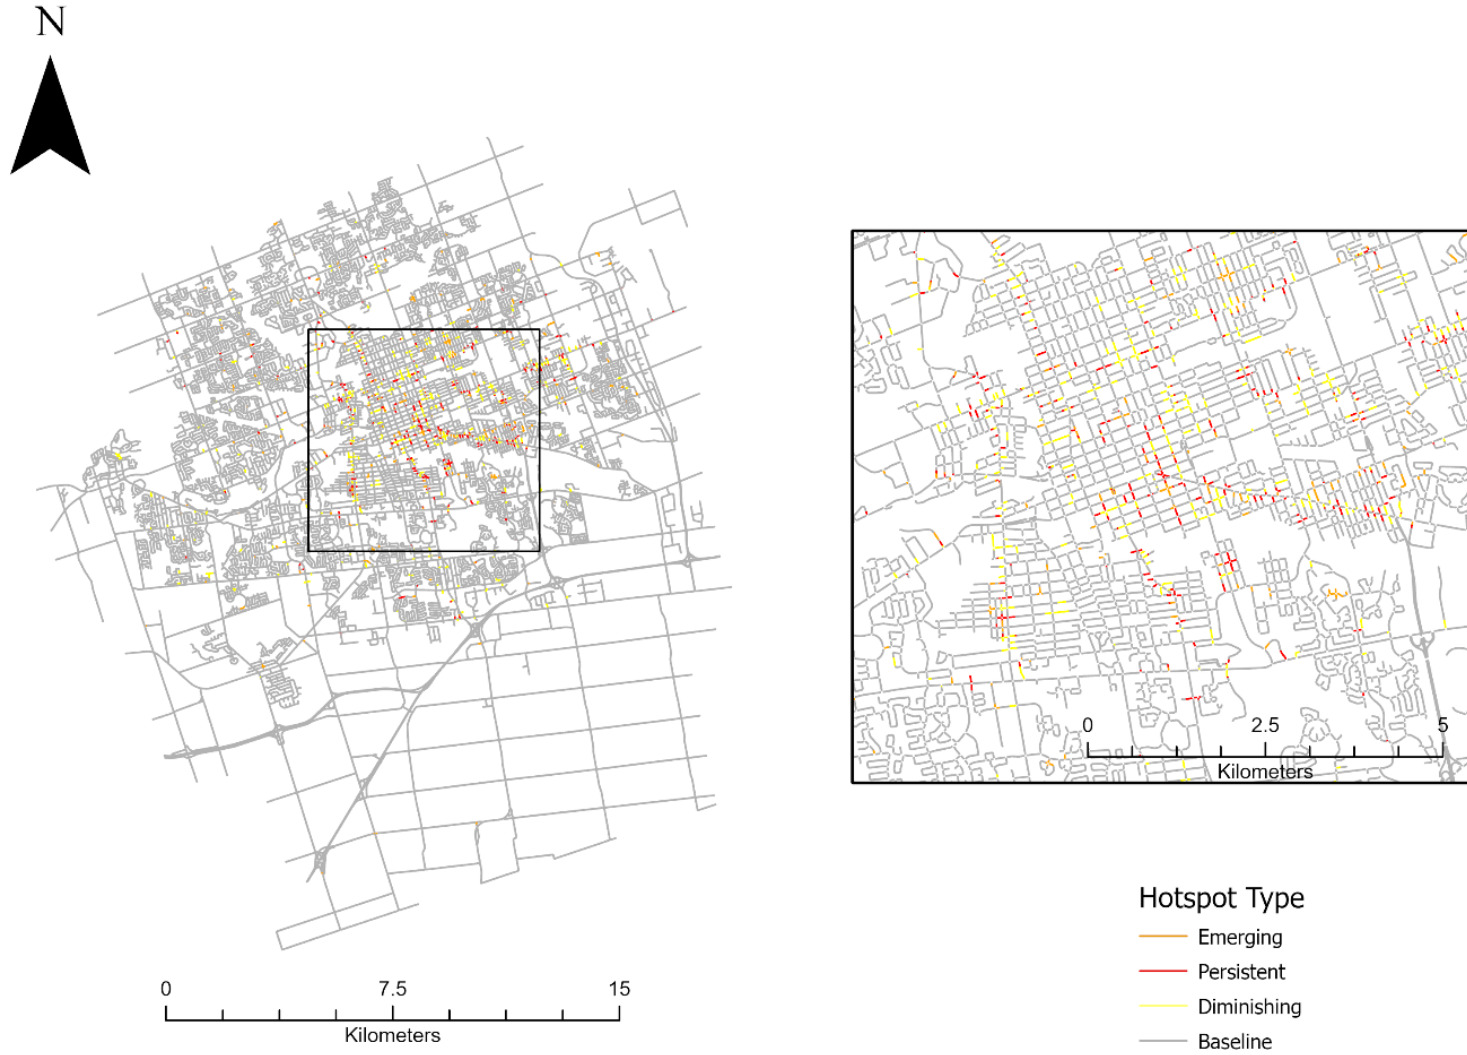 N
0 2.5 5
Kilometers
Hotspot Type
Emerging
Persistent
Diminishing
Baseline
0 7.5 15
Kilometers